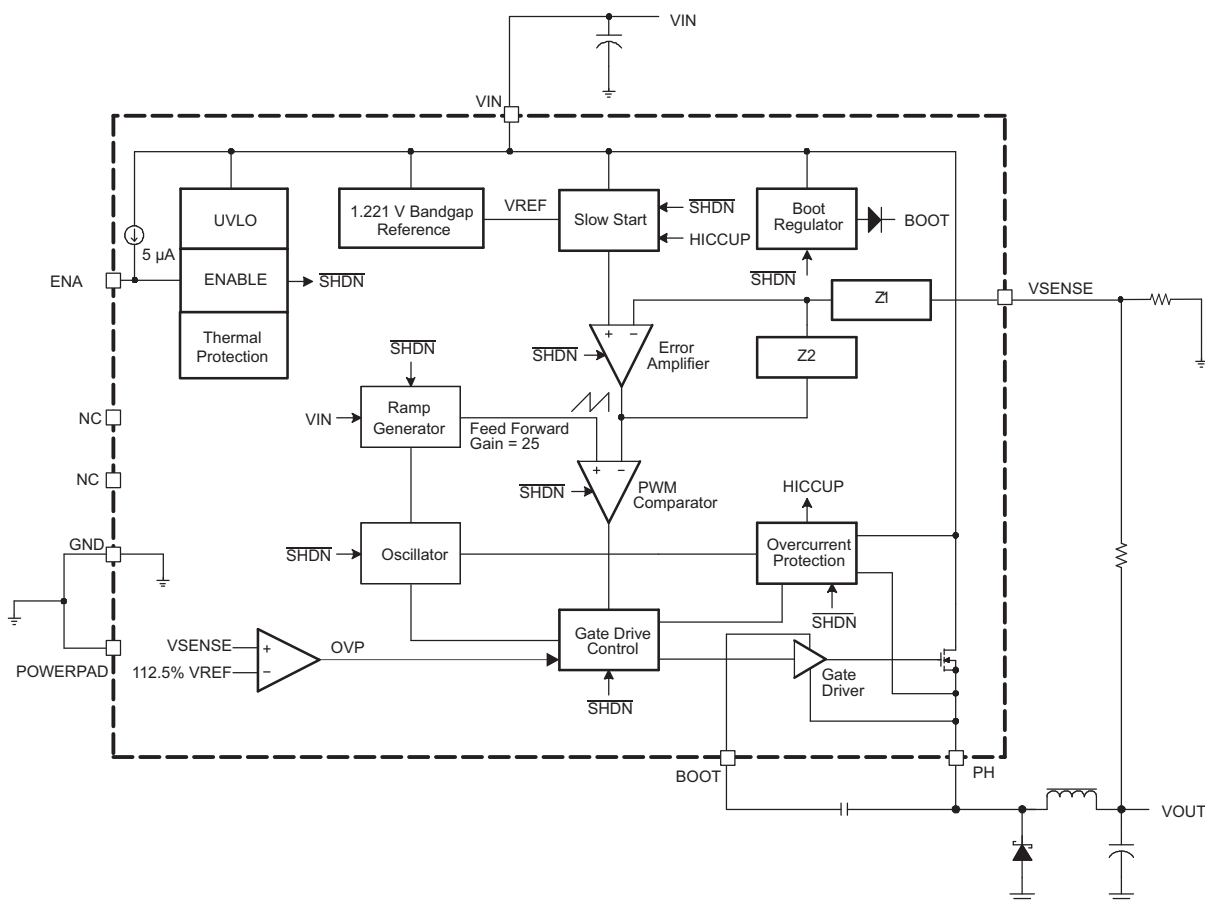 VIN
VIN
UVLO
1.221 V Bandgap
Reference
VREF
Slow Start
SHDN
HICCUP
Boot
Regulator
BOOT
SHDN
5 µA
ENA
ENABLE
SHDN
Thermal
Protection
Z1
VSENSE
Z2
+ −
SHDN
Error
Amplifier
SHDN
VIN
Ramp
Generator
Feed Forward
Gain = 25
NC
NC
+ −
SHDN
PWM
Comparator
HICCUP
GND
SHDN
Oscillator
Overcurrent
Protection
SHDN
POWERPAD
VSENSE
+
112.5% VREF
−
OVP
Gate Drive
Control
SHDN
Gate
Driver
BOOT
PH
VOUT